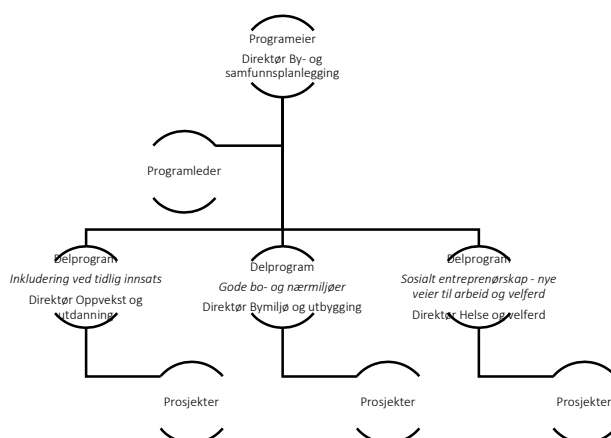 Programeier
Direktør By- og
samfunnsplanlegging
Programleder
Delprogram
Inkludering ved tidlig innsats
Direktør Oppvekst og
utdanning
Delprogram
Gode bo- og nærmiljøer
Direktør Bymiljø og utbygging
Delprogram
Sosialt entreprenørskap - nye
veier til arbeid og velferd
Direktør Helse og velferd
Prosjekter
Prosjekter
Prosjekter